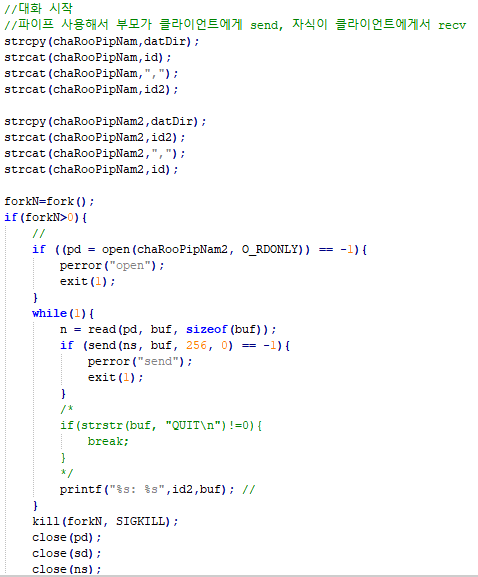 //대화 시작
//파이프 사용해서 부모가 클라이언트에게 send, 자식이 클라이언트에게서 recv
strcpy(chaRooPipNam,datDir);
strcat(chaRooPipNam,id);
strcat(chaRooPipNam,",");
strcat(chaRooPipNam,id2);

strcpy(chaRooPipNam2,datDir);
strcat(chaRooPipNam2,id2);
strcat(chaRooPipNam2,",");
strcat(chaRooPipNam2,id);

forkN=fork();
if(forkN>0){
    //
    if ((pd = open(chaRooPipNam2, O_RDONLY)) == -1){
        perror("open");
        exit(1);
    }
    while(1){
        n = read(pd, buf, sizeof(buf));
        if (send(ns, buf, 256, 0) == -1){
            perror("send");
            exit(1);
        }
        /*
        if(strstr(buf, "QUIT\n")!=0){
            break;
        }
        */
        printf("%s: %s",id2,buf); //
    }
    kill(forkN, SIGKILL);
    close(pd);
    close(sd);
    close(ns);